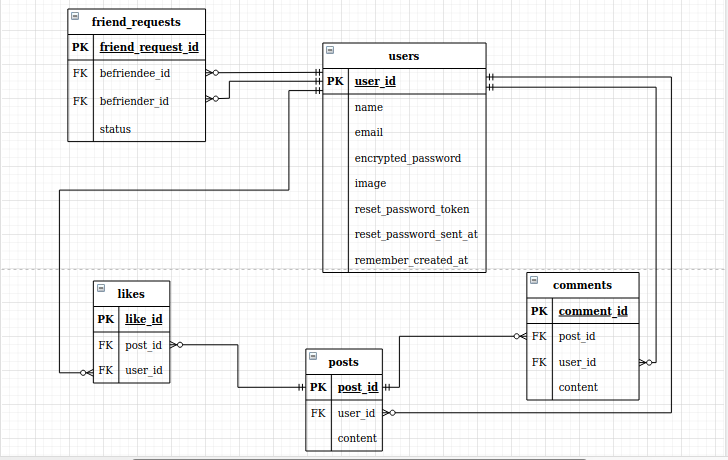 friend_requests
PK friend_request_id
FK befriendee_id
FK befriender_id
status
users
PK user_id
name
email
encrypted_password
image
reset_password_token
reset_password_sent_at
remember_created_at
likes
PK like_id
FK post_id
FK user_id
posts
PK post_id
FK user_id
content
comments
PK comment_id
FK post_id
FK user_id
content